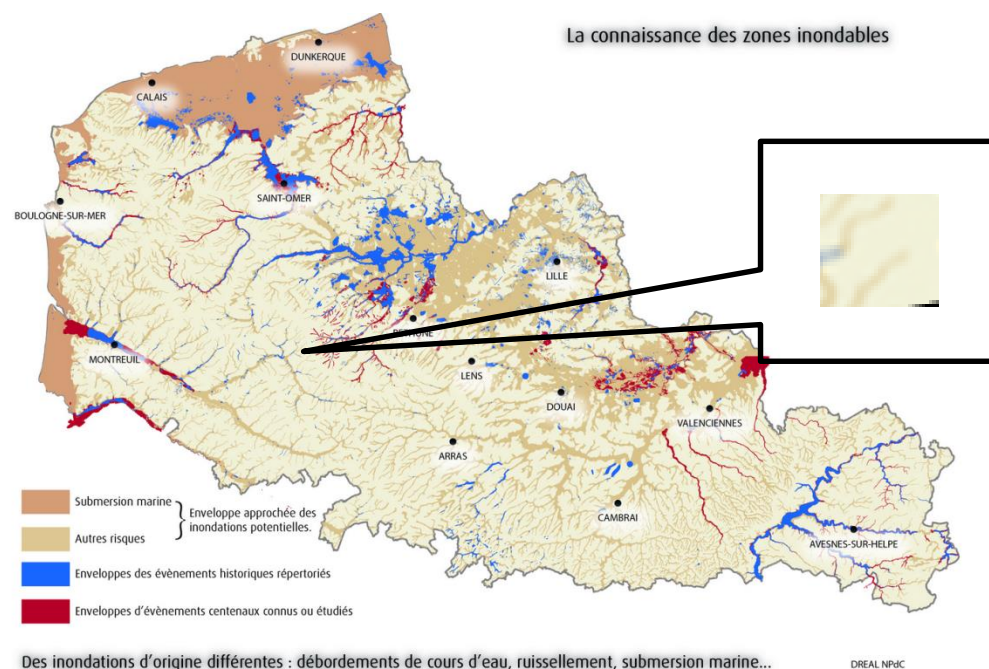 La connaissance des zones inondables
DUNKERQUE
CALAIS
SAINT-OMER
BOULOGNE-SUR-MER
LILLE
MONTREUIL
LENS
DOUAI
VALENCIENNES
ARRAS
CAMBRAI
AVESNES-SUR-HELPE
Submersion marine
Autres risques
Enveloppe approchée des
inondations potentielles.
Enveloppes des évènements historiques répertoriés
Enveloppes d'évènements centenaux connus ou étudiés
Des inondations d'origine différentes : débordements de cours d'eau, ruissellement, submersion marine...
DREAL NPdC